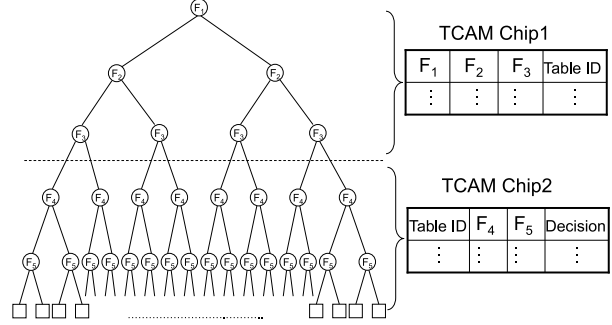 F1
TCAM Chip1
F1 F2 F3 Table ID
F2 F2
F3 F3 F3 F3
TCAM Chip2
F4 F4 F4 F4 F4 F4 F4 F4
Table ID F4 F5 Decision
F5 F5 F5 F5 F5 F5 F5 F5 F5 F5 F5 F5 F5 F5 F5 F5